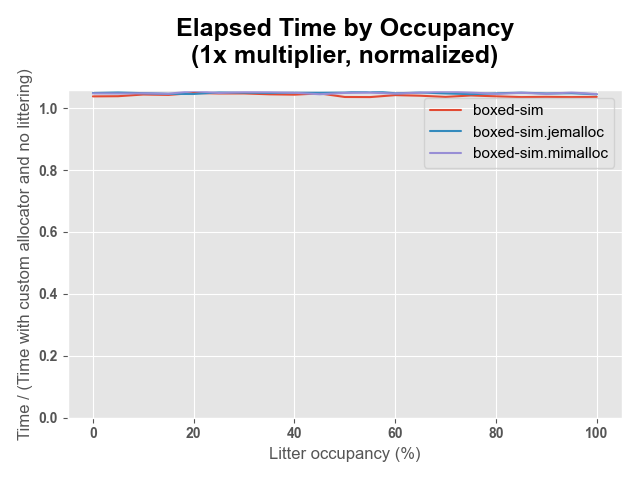 Elapsed Time by Occupancy
(1x multiplier, normalized)
Time / (Time with custom allocator and no littering)
1.0
0.8
0.6
0.4
0.2
0.0
boxed-sim
boxed-sim.jemalloc
boxed-sim.mimalloc
0 20 40 60 80 100
Litter occupancy (%)